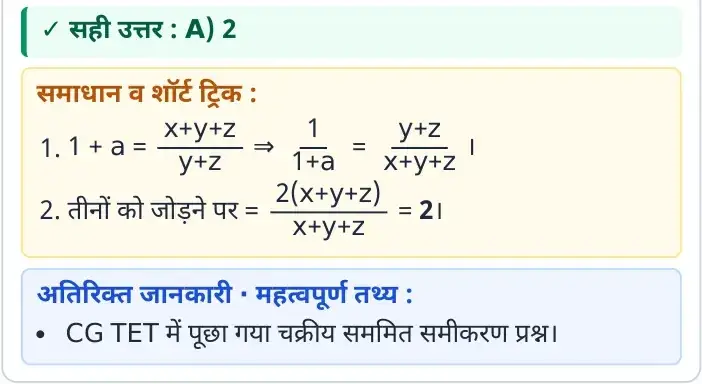 ✓ सही उत्तर : A) 2
समाधान व शॉर्ट ट्रिक :
1. 1 + a = (x+y+z)/(y+z) ⇒ 1/(1+a) = (y+z)/(x+y+z) ।
2. तीनों को जोड़ने पर = 2(x+y+z)/(x+y+z) = 2।
अतिरिक्त जानकारी · महत्वपूर्ण तथ्य :
• CG TET में पूछा गया चक्रीय सममित समीकरण प्रश्न।